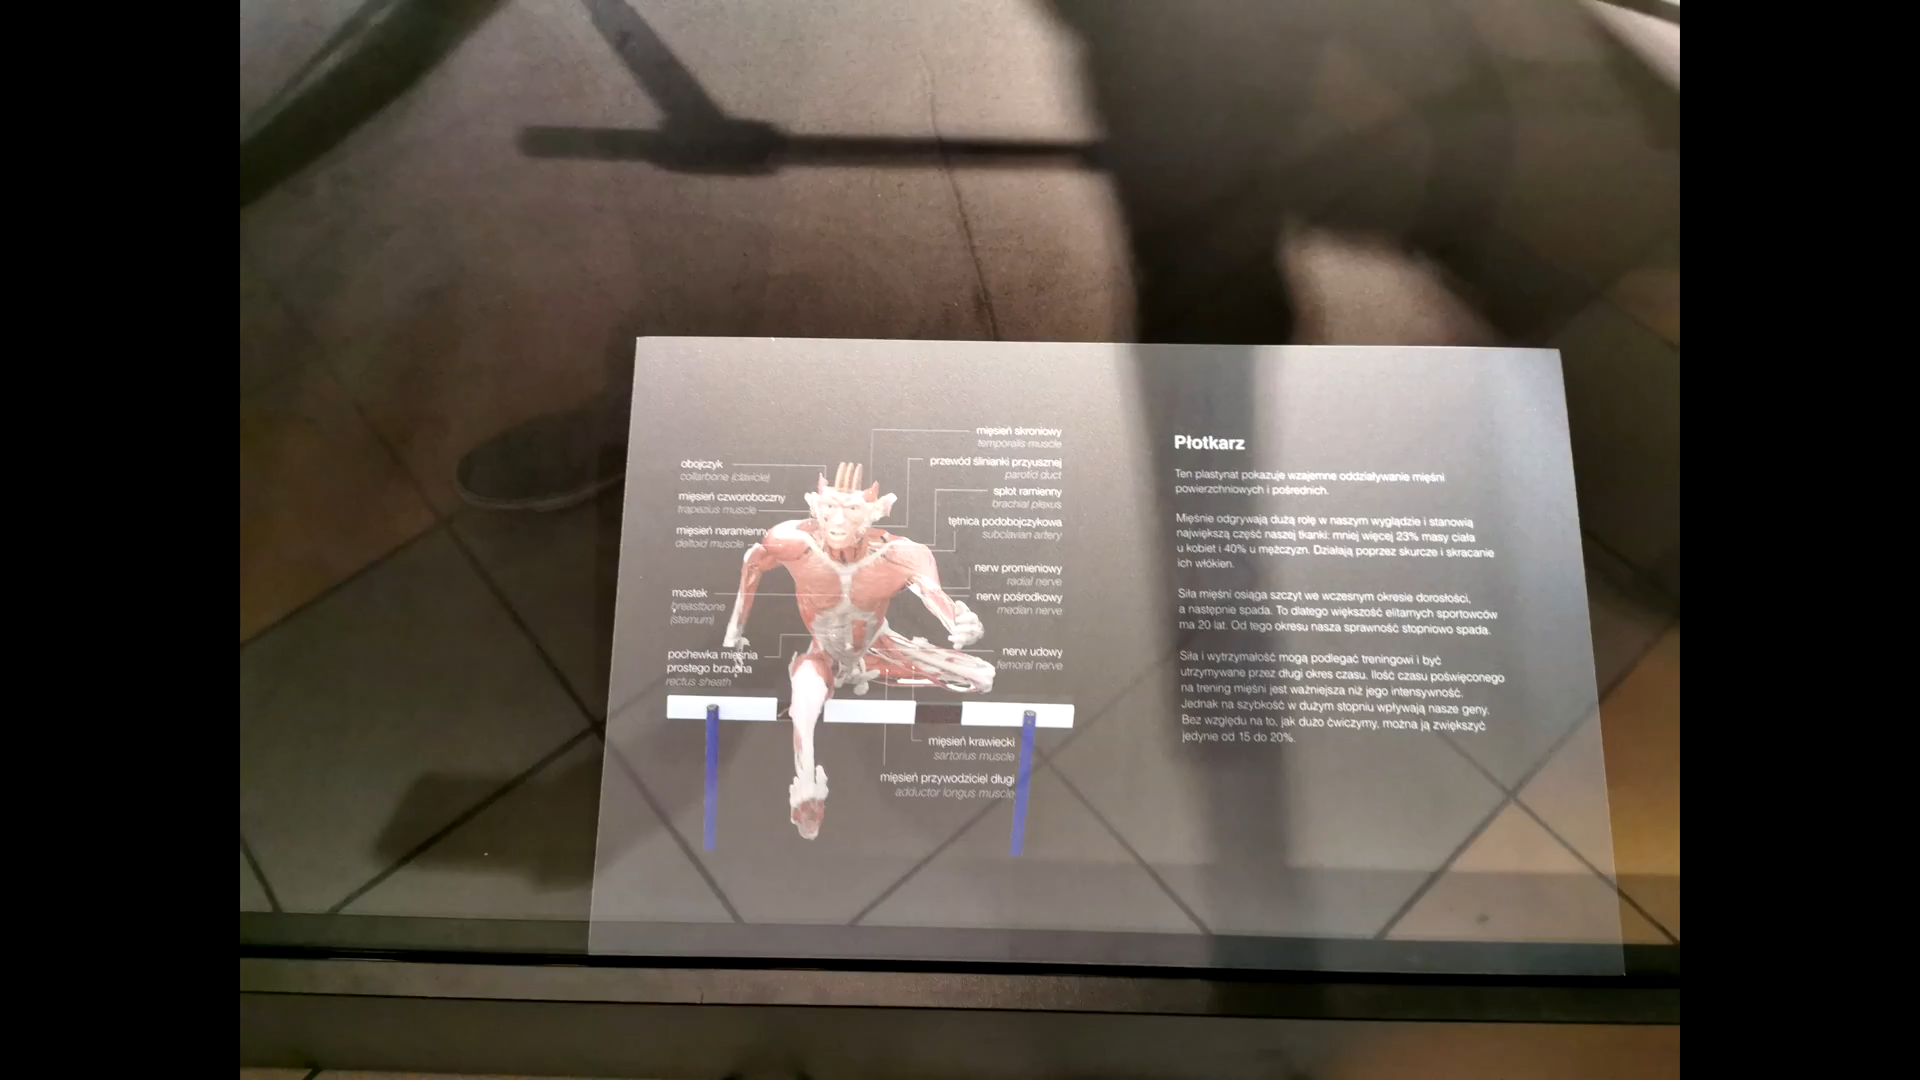 mięsień skroniowy
temporalis muscle
obojczyk
collarbone (clavicle)
przewód ślinianki przyusznej
parotid duct
mięsień czworoboczny
trapezius muscle
splot ramienny
brachial plexus
mięsień naramienny
deltoid muscle
tętnica podobojczykowa
subclavian artery
nerw promieniowy
radial nerve
mostek
breastbone
(sternum)
nerw pośrodkowy
median nerve
pochewka mięśnia
prostego brzucha
rectus sheath
nerw udowy
femoral nerve
mięsień krawiecki
sartorius muscle
mięsień przywodziciel długi
adductor longus muscle
Płotkarz
Ten plastynat pokazuje wzajemne oddziaływanie mięśni
powierzchniowych i pośrednich.
Mięśnie odgrywają dużą rolę w naszym wyglądzie i stanowią
największą część naszej tkanki: mniej więcej 23% masy ciała
u kobiet i 40% u mężczyzn. Działają poprzez skurcze i skracanie
ich włókien.
Siła mięśni osiąga szczyt we wczesnym okresie dorosłości,
a następnie spada. To dlatego większość elitarnych sportowców
ma 20 lat. Od tego okresu nasza sprawność stopniowo spada.
Siła i wytrzymałość mogą podlegać treningowi i być
utrzymywane przez długi okres czasu. Ilość czasu poświęconego
na trening mięśni jest ważniejsza niż jego intensywność.
Jednak na szybkość w dużym stopniu wpływają nasze geny.
Bez względu na to, jak dużo ćwiczymy, można ją zwiększyć
jedynie od 15 do 20%.